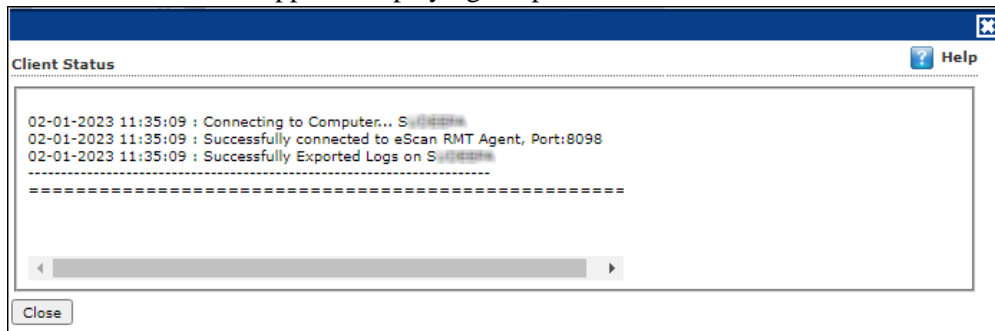 Client Status
Help
02-01-2023 11:35:09 : Connecting to Computer...
02-01-2023 11:35:09 : Successfully connected to eScan RMT Agent, Port:8098
02-01-2023 11:35:09 : Successfully Exported Logs on
----------------------------------------------------------------------
===================================================
Close